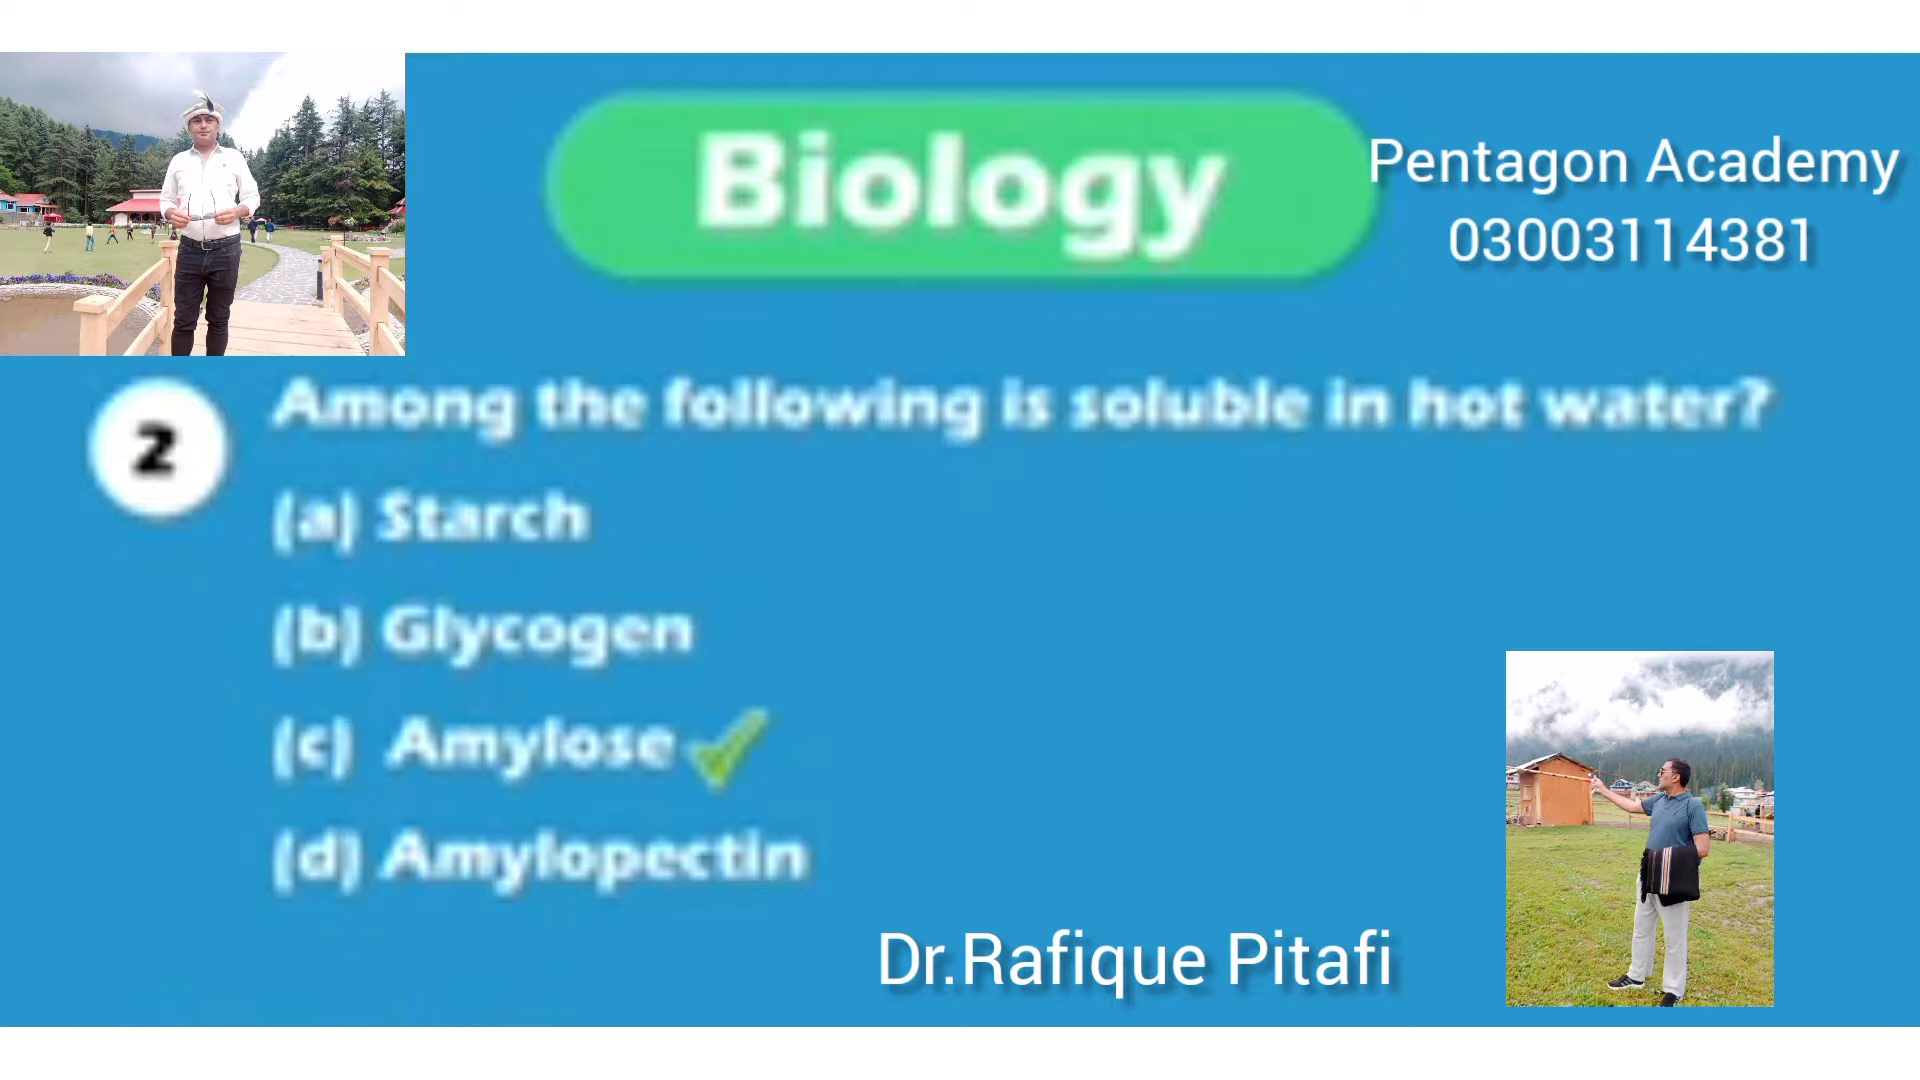 Biology
Pentagon Academy
03003114381
2
Among the following is soluble in hot water?
(a) Starch
(b) Glycogen
(c) Amylose
(d) Amylopectin
Dr.Rafique Pitafi